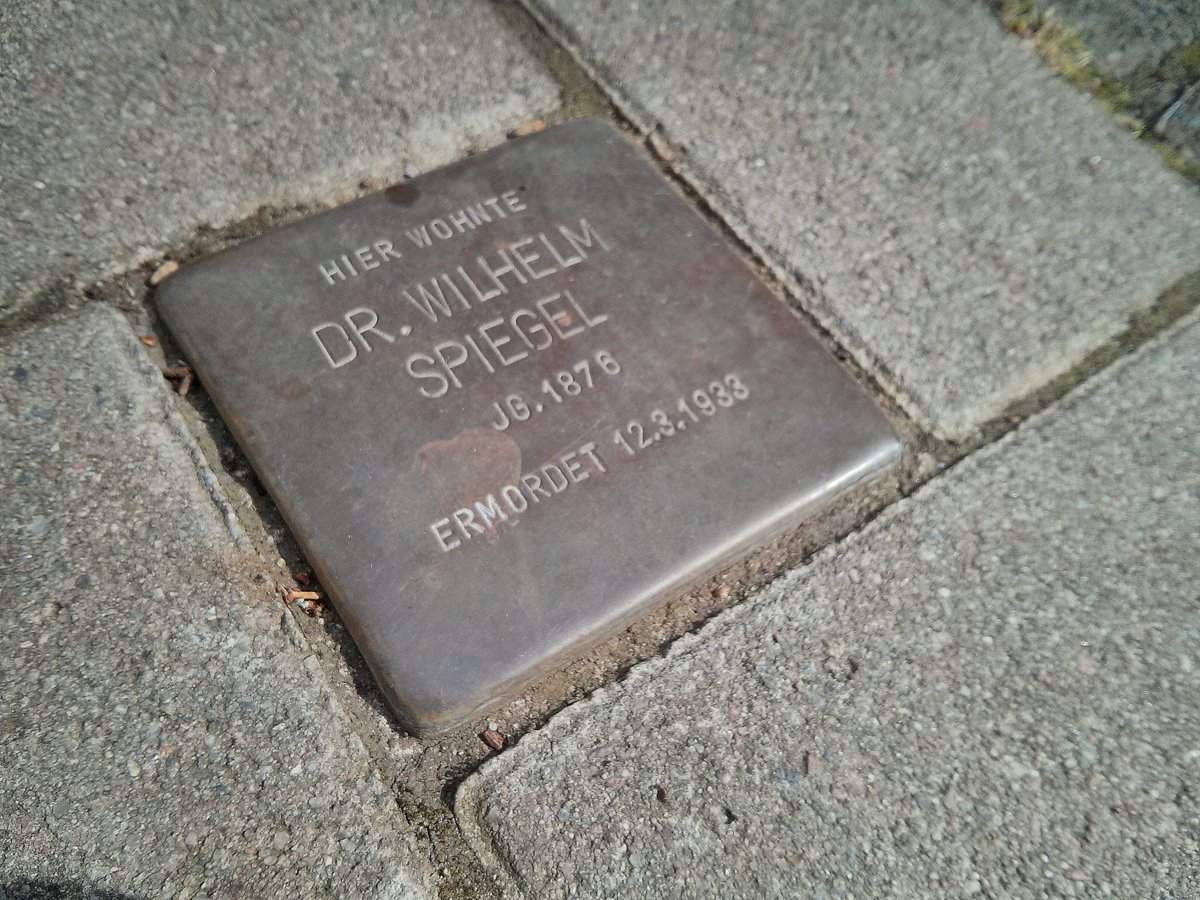 HIER WOHNTE
DR. WILHELM
SPIEGEL
JG. 1876
ERMORDET 12.3.1933